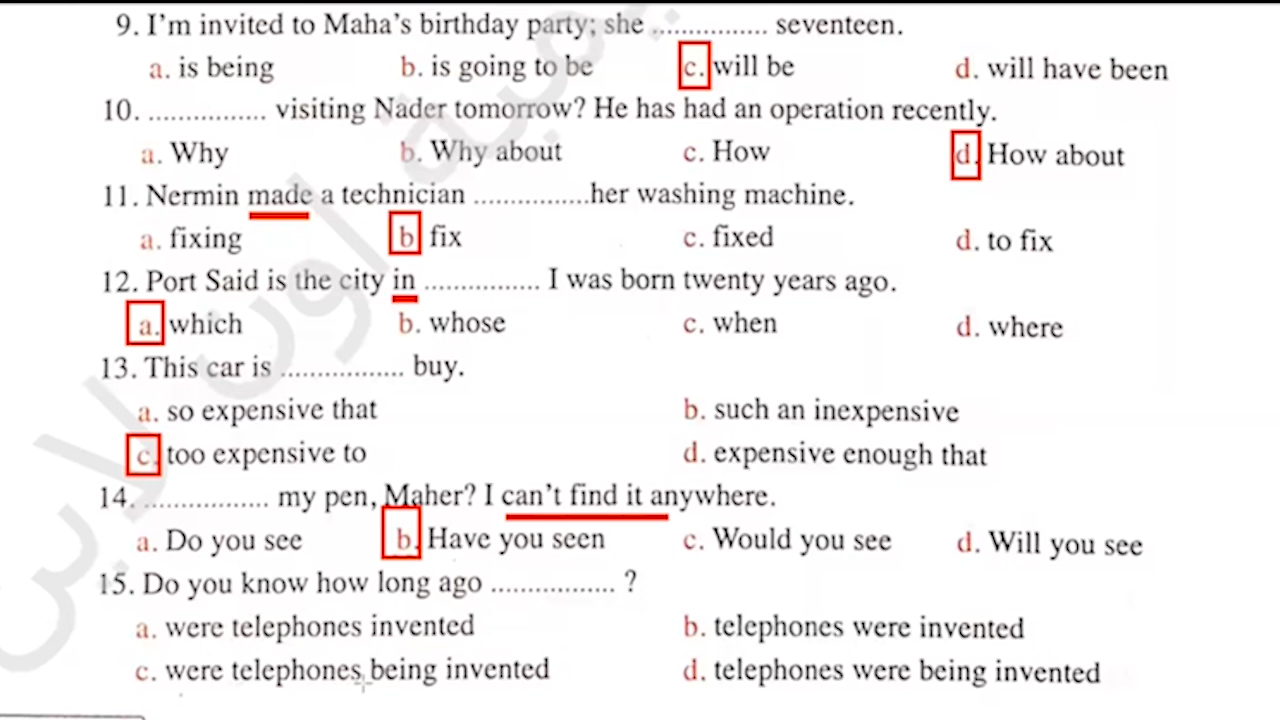 9. I'm invited to Maha's birthday party; she ............... seventeen.
a. is being b. is going to be c. will be d. will have been
10. ................ visiting Nader tomorrow? He has had an operation recently.
a. Why b. Why about c. How d. How about
11. Nermin made a technician ................her washing machine.
a. fixing b fix c. fixed d. to fix
12. Port Said is the city in ................ I was born twenty years ago.
a. which b. whose c. when d. where
13. This car is ................. buy.
a. so expensive that b. such an inexpensive
c. too expensive to d. expensive enough that
14. ................. my pen, Maher? I can't find it anywhere.
a. Do you see b. Have you seen c. Would you see d. Will you see
15. Do you know how long ago ................. ?
a. were telephones invented b. telephones were invented
c. were telephones being invented d. telephones were being invented
اون لاين